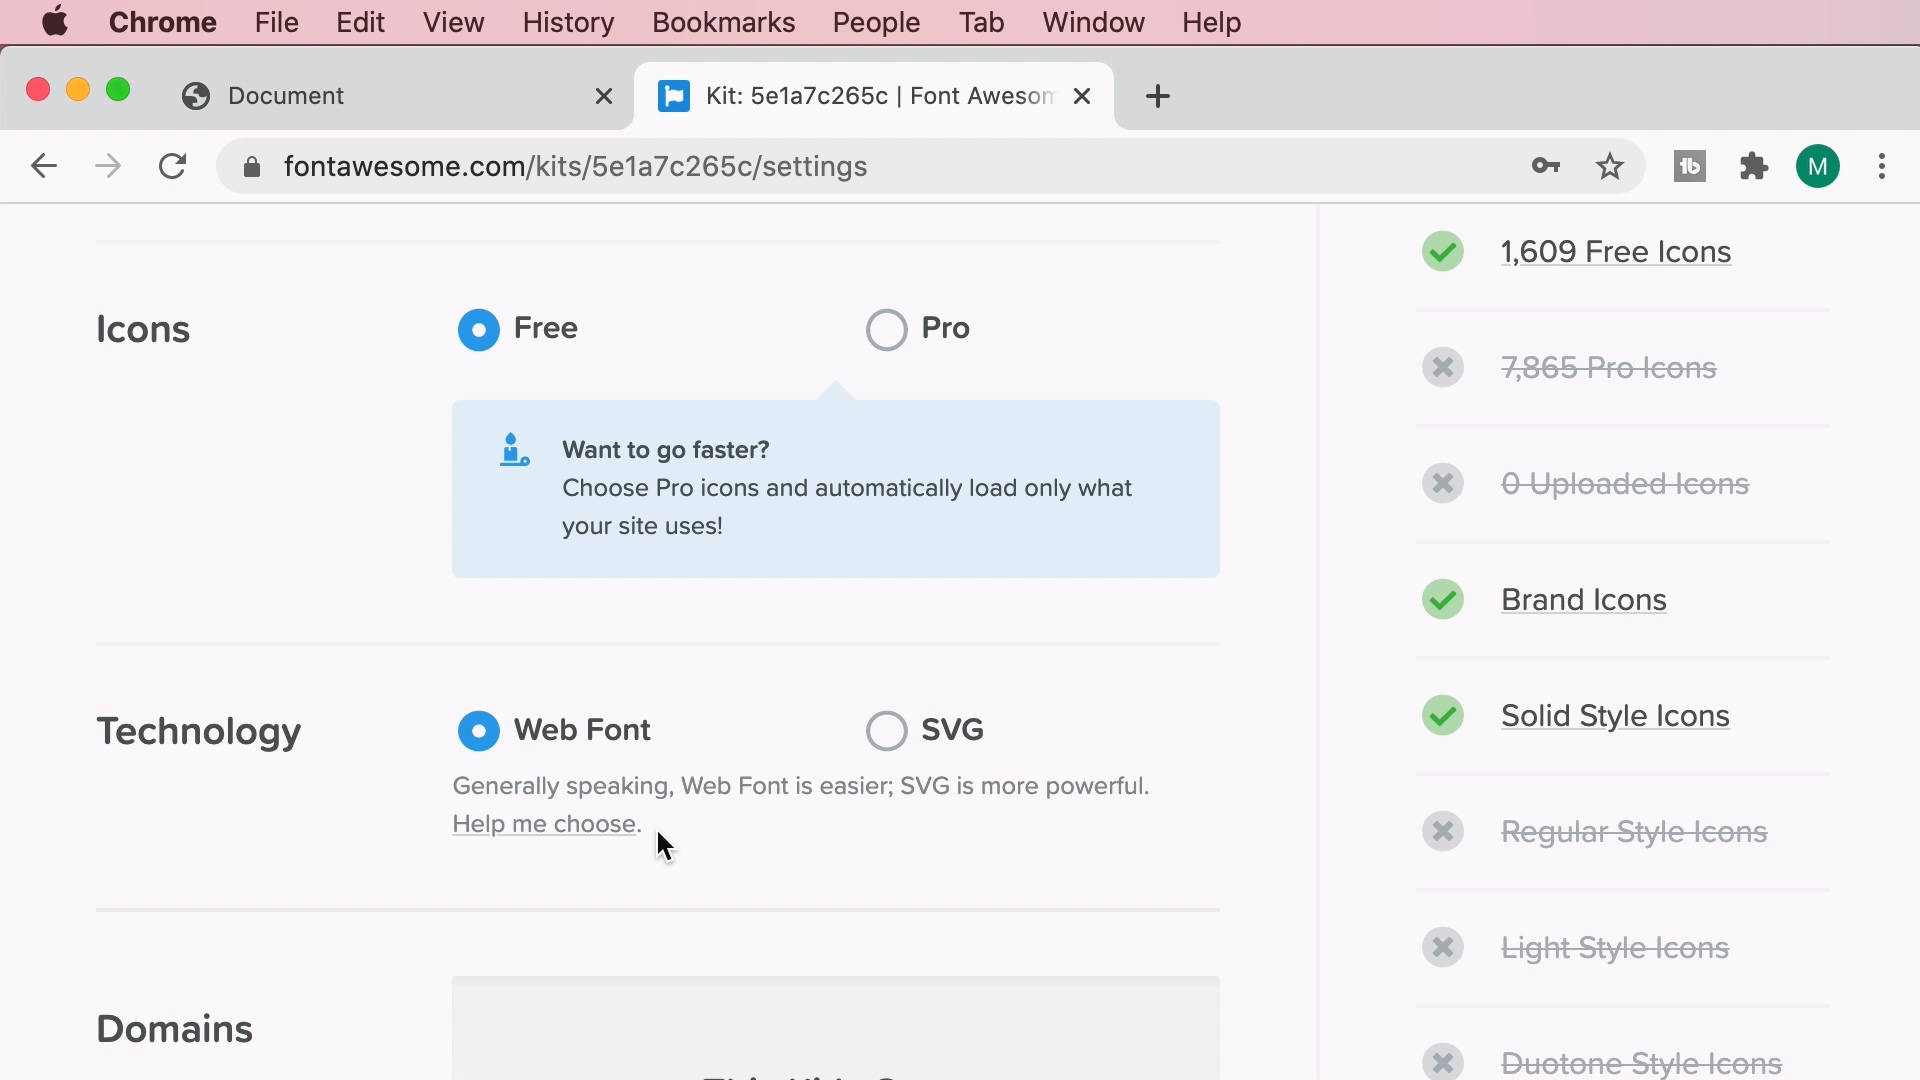 Chrome File Edit View History Bookmarks People Tab Window Help
Document
Kit: 5e1a7c265c | Font Awesom
fontawesome.com/kits/5e1a7c265c/settings
M
Icons
Free
Pro
Want to go faster?
Choose Pro icons and automatically load only what
your site uses!
Technology
Web Font
SVG
Generally speaking, Web Font is easier; SVG is more powerful.
Help me choose.
Domains
1,609 Free Icons
7,865 Pro Icons
0 Uploaded Icons
Brand Icons
Solid Style Icons
Regular Style Icons
Light Style Icons
Duotone Style Icons